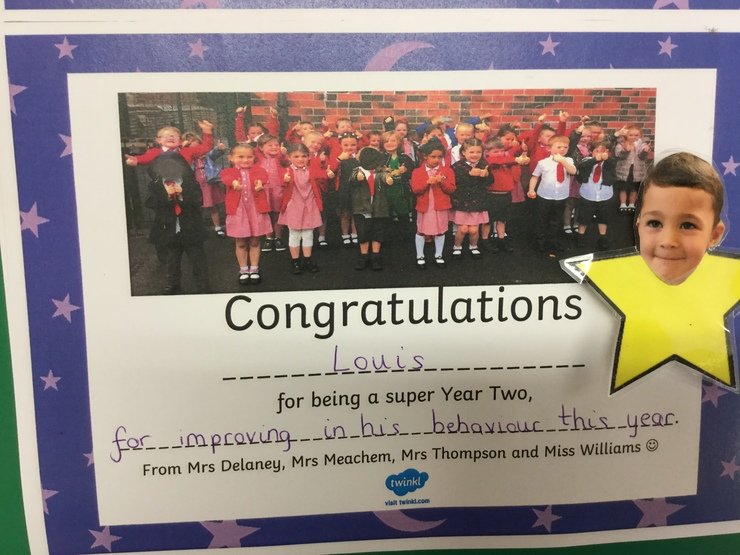 Congratulations
Louis
for being a super Year Two,
for improving in his behaviour this year.
From Mrs Delaney, Mrs Meachem, Mrs Thompson and Miss Williams ☺
twinkl
visit twinkl.com